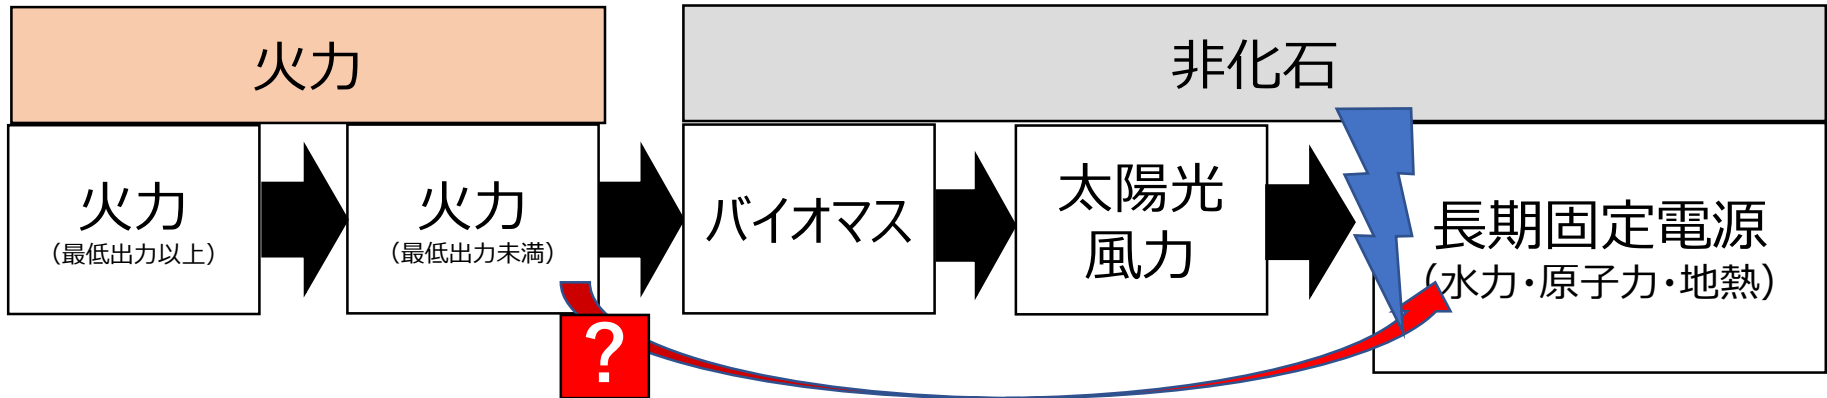 火力
非化石
火力
（最低出力以上）
火力
（最低出力未満）
バイオマス
太陽光
風力
長期固定電源
（水力・原子力・地熱）
？